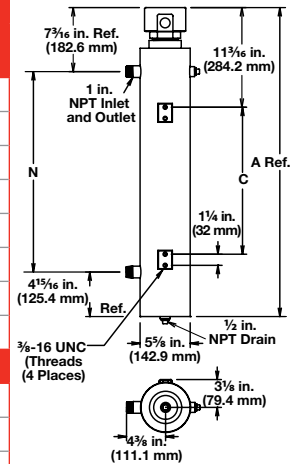 7³⁄₁₆ in. Ref.
(182.6 mm)
11³⁄₁₆ in.
(284.2 mm)
1 in.
NPT Inlet
and Outlet
A Ref.
N
C
1¼ in.
(32 mm)
4¹⁵⁄₁₆ in.
(125.4 mm)
Ref.
⅜-16 UNC
(Threads
(4 Places)
5⅝ in.
(142.9 mm)
½ in.
NPT Drain
3⅛ in.
(79.4 mm)
4⅜ in.
(111.1 mm)